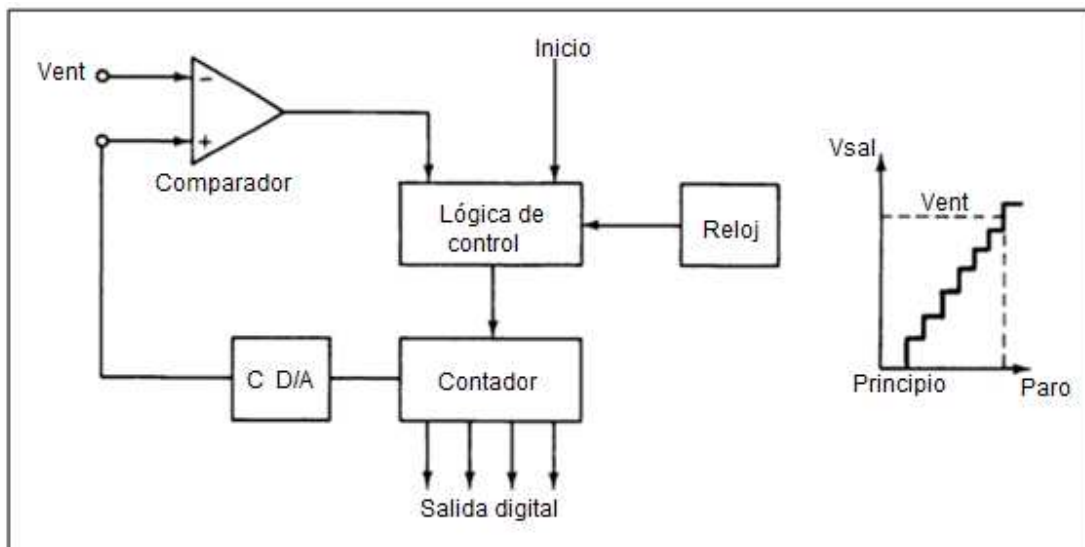 Vent
−
+
Comparador
Inicio
Lógica de
control
Reloj
C D/A
Contador
Salida digital
Vsal
Vent
Principio
Paro